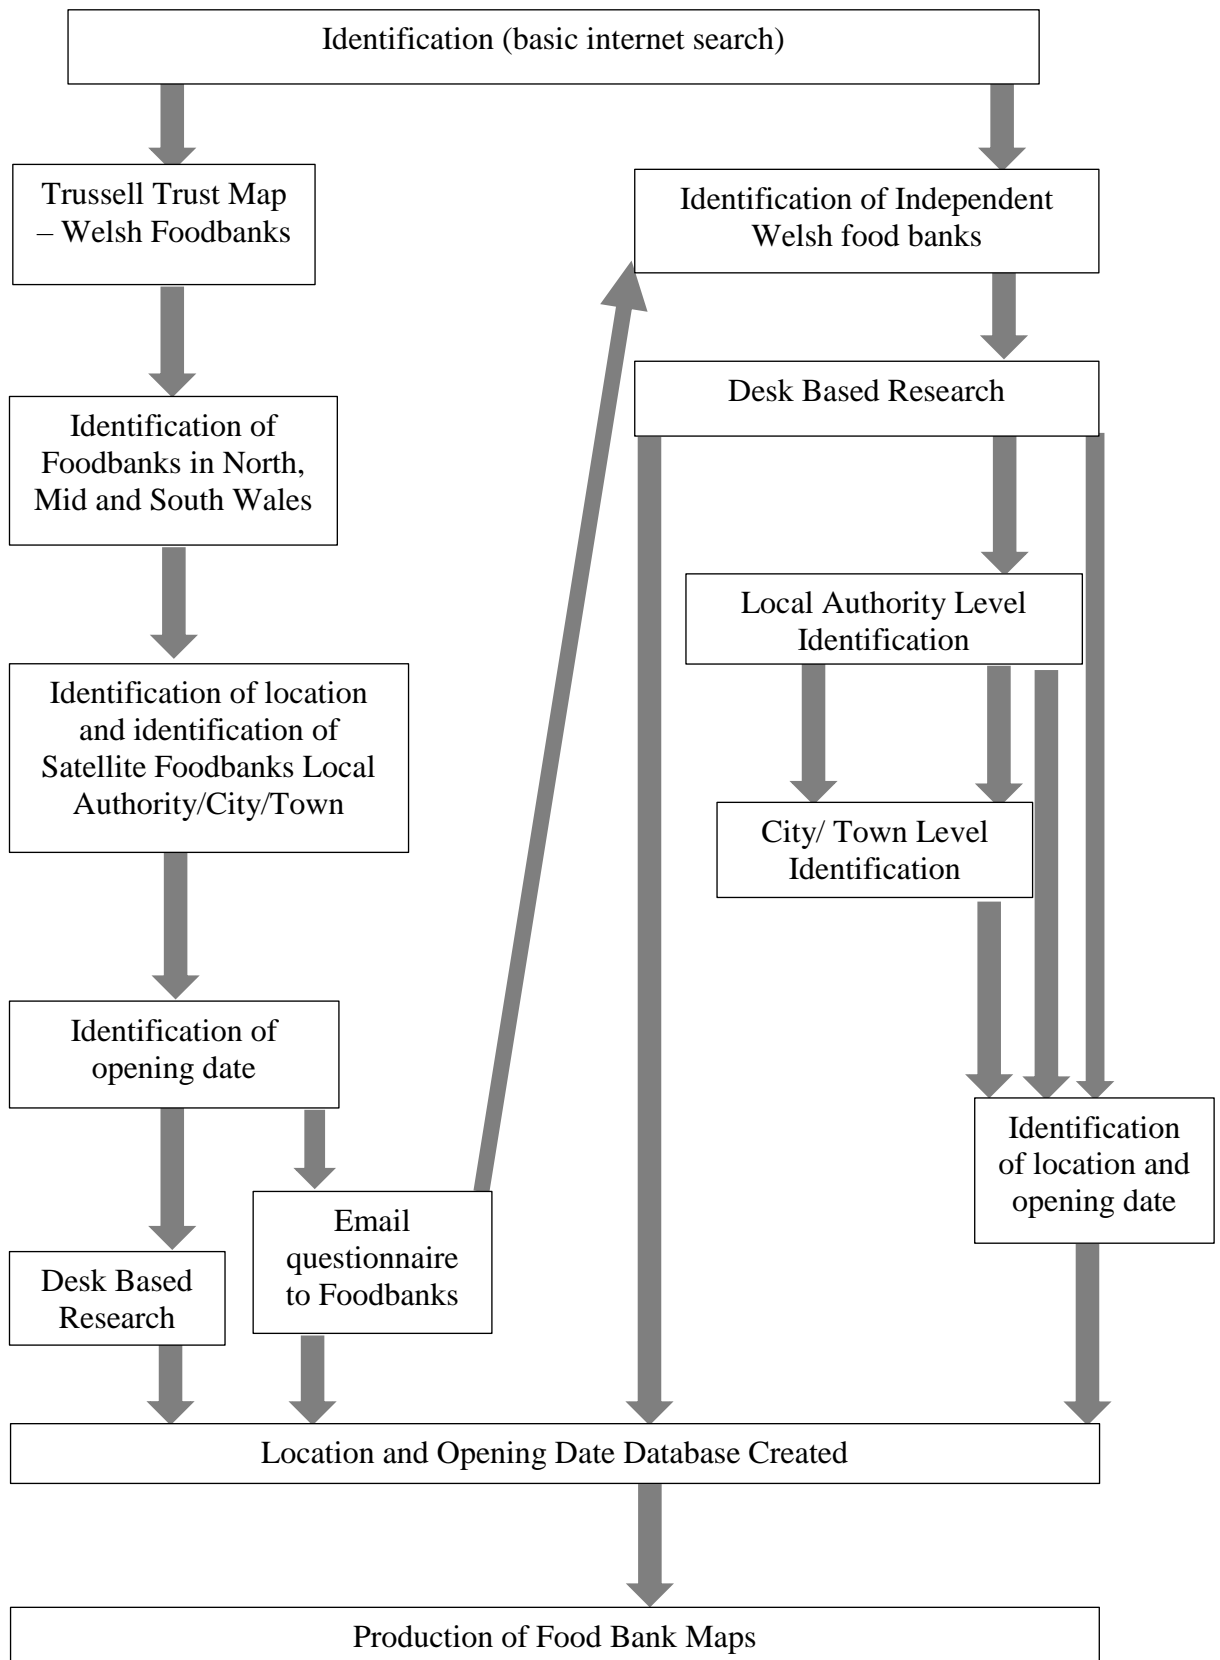 Identification (basic internet search)
Trussell Trust Map
– Welsh Foodbanks
Identification of Independent
Welsh food banks
Desk Based Research
Identification of
Foodbanks in North,
Mid and South Wales
Local Authority Level
Identification
Identification of location
and identification of
Satellite Foodbanks Local
Authority/City/Town
City/ Town Level
Identification
Identification of
opening date
Identification
of location and
opening date
Email
questionnaire
to Foodbanks
Desk Based
Research
Location and Opening Date Database Created
Production of Food Bank Maps